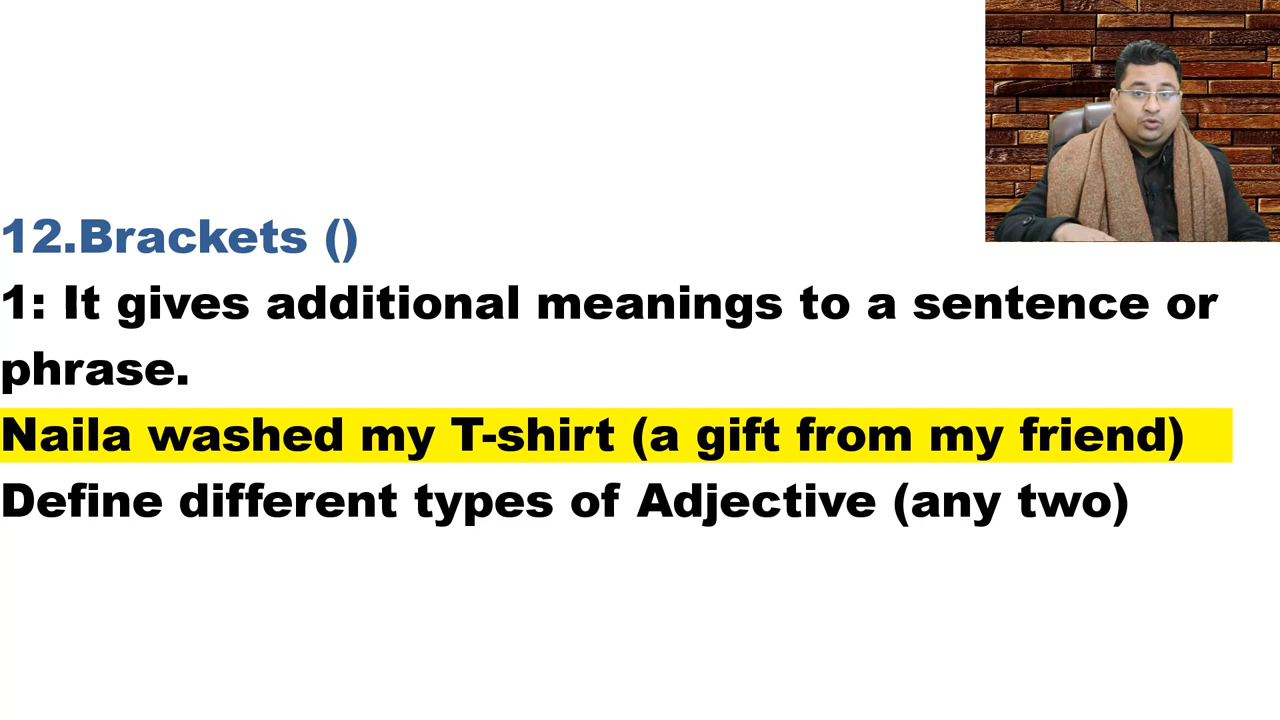 12.Brackets ()
1: It gives additional meanings to a sentence or
phrase.
Naila washed my T-shirt (a gift from my friend)
Define different types of Adjective (any two)